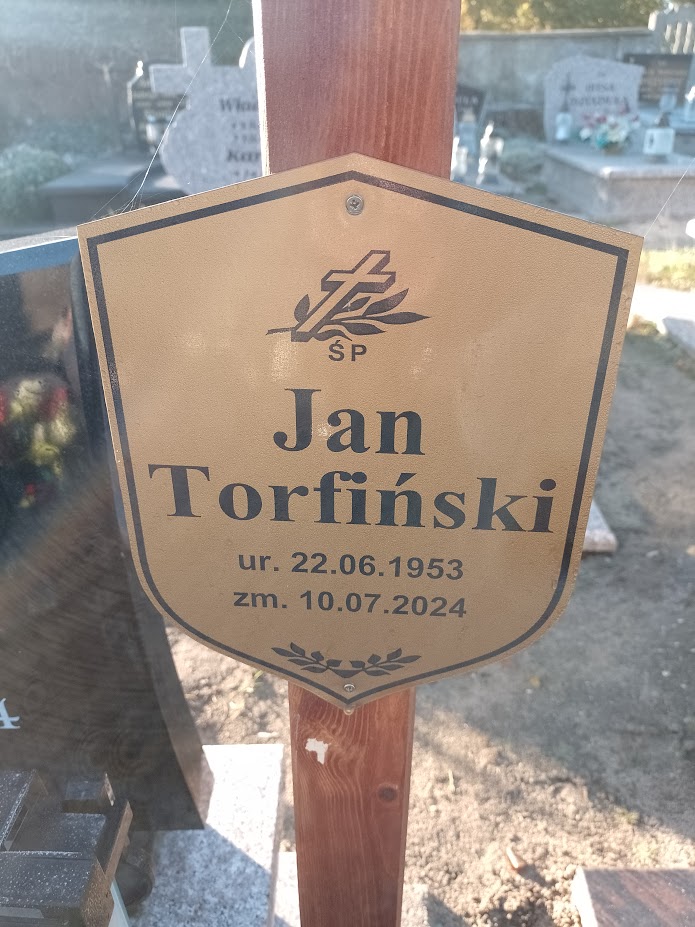 ŚP
Jan
Torfiński
ur. 22.06.1953
zm. 10.07.2024